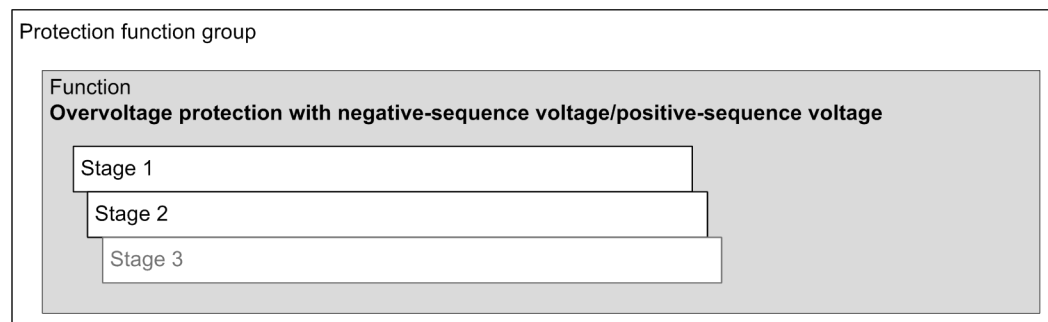 Protection function group
Function
Overvoltage protection with negative-sequence voltage/positive-sequence voltage
Stage 1
Stage 2
Stage 3